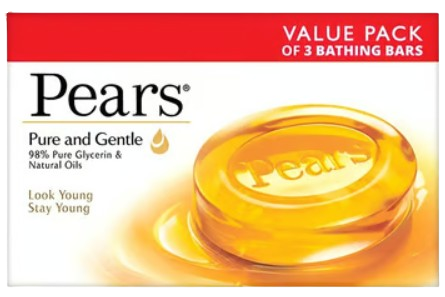 VALUE PACK
OF 3 BATHING BARS
Pears®
Pure and Gentle
98% Pure Glycerin &
Natural Oils
Look Young
Stay Young
Pears